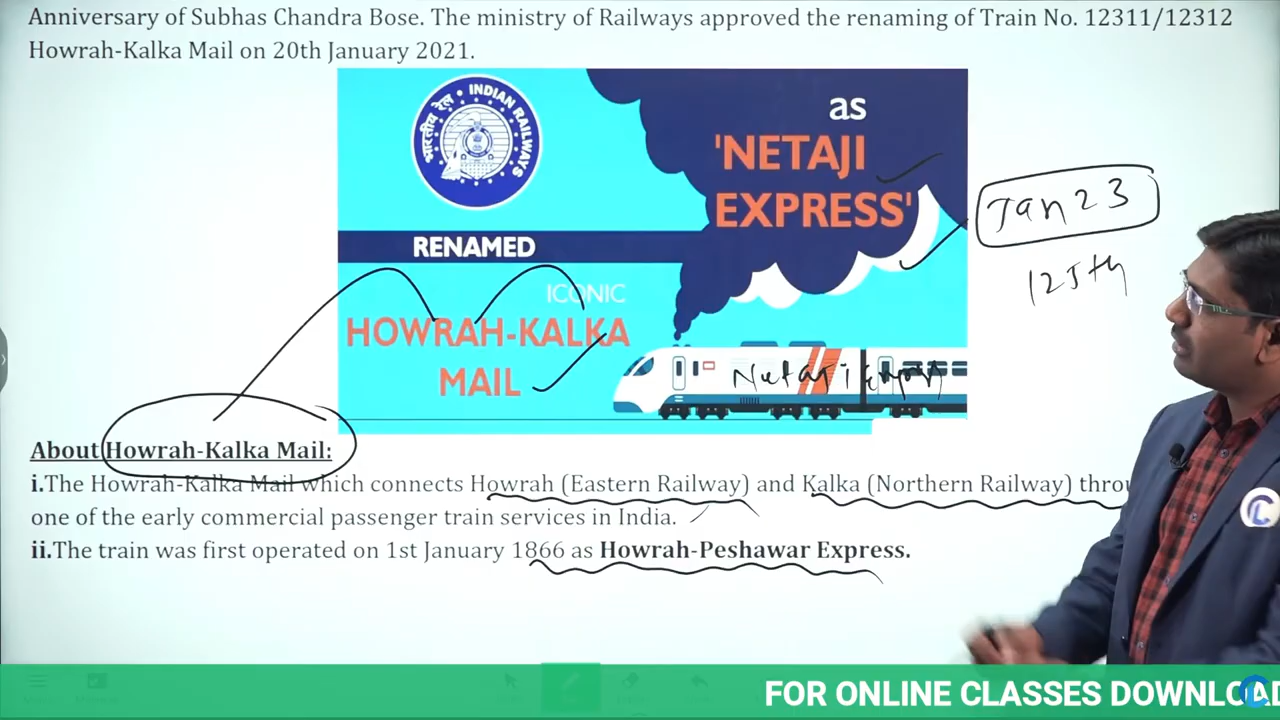 Anniversary of Subhas Chandra Bose. The ministry of Railways approved the renaming of Train No. 12311/12312
Howrah-Kalka Mail on 20th January 2021.
भारतीय रेल • INDIAN RAILWAYS
as
'NETAJI
EXPRESS'
Jan 23
125th
RENAMED
ICONIC
HOWRAH-KALKA
MAIL
Netaji
About Howrah-Kalka Mail:
i.The Howrah-Kalka Mail which connects Howrah (Eastern Railway) and Kalka (Northern Railway)
one of the early commercial passenger train services in India.
ii.The train was first operated on 1st January 1866 as Howrah-Peshawar Express.
FOR ONLINE CLASSES